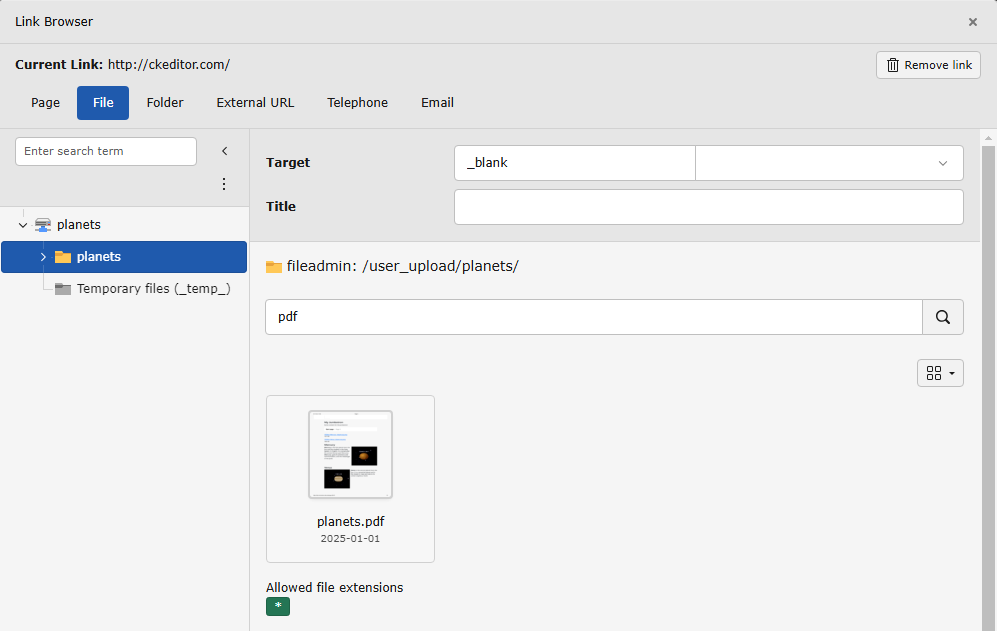 Link Browser
Current Link: http://ckeditor.com/
Remove link
Page File Folder External URL Telephone Email
Enter search term
planets
planets
Temporary files (_temp_)
Target _blank
Title
fileadmin: /user_upload/planets/
pdf
planets.pdf
2025-01-01
Allowed file extensions
*